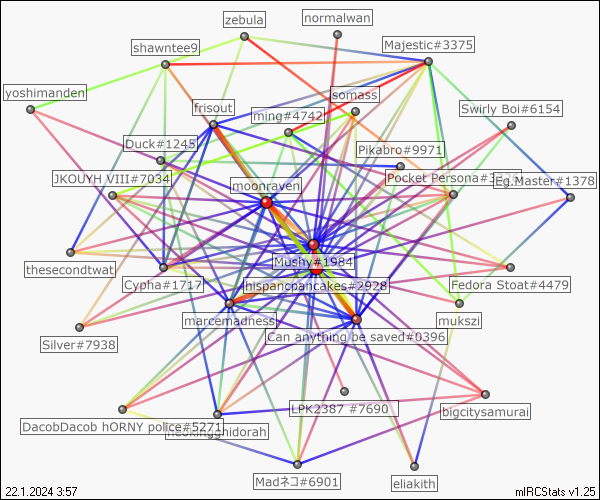 normalwan
zebula
Majestic#3375
shawntee9
yoshimanden
somass
frisout
ming#4742
Swirly Boi#6154
Duck#1245
Pikabro#9971
JKOUYH VIII#7034
Pocket Persona#3
Eg.Master#1378
moonraven
Mushy#1984
thesecondtwat
Cypha#1717
hispancpancakes#2928
Fedora Stoat#4479
marcemadness
mukszi
Can anything be saved#0396
Silver#7938
LPK2387 #7690
bigcitysamurai
DacobDacob hORNY police#5271
Madネコ#6901
eliakith
22.1.2024 3:57
mIRCStats v1.25